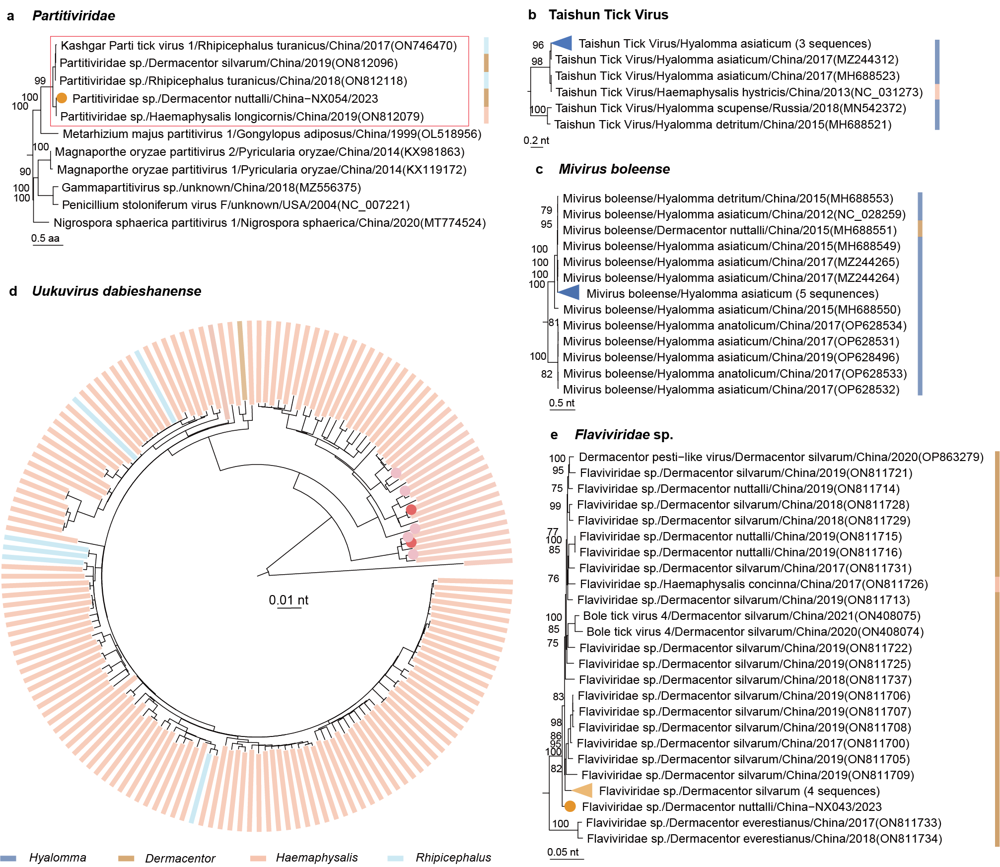 a Partitiviridae
Kashgar Parti tick virus 1/Rhipicephalus turanicus/China/2017(ON746470)
Partitiviridae sp./Dermacentor silvarum/China/2019(ON812096)
99 Partitiviridae sp./Rhipicephalus turanicus/China/2018(ON812118)
100 Partitiviridae sp./Dermacentor nuttalli/China−NX054/2023
100
Partitiviridae sp./Haemaphysalis longicornis/China/2019(ON812079)
Metarhizium majus partitivirus 1/Gongylopus adiposus/China/1999(OL518956)
100 Magnaporthe oryzae partitivirus 2/Pyricularia oryzae/China/2014(KX981863)
90 Magnaporthe oryzae partitivirus 1/Pyricularia oryzae/China/2014(KX119172)
100 Gammapartitivirus sp./unknown/China/2018(MZ556375)
100
Penicillium stoloniferum virus F/unknown/USA/2004(NC_007221)
Nigrospora sphaerica partitivirus 1/Nigrospora sphaerica/China/2020(MT774524)
0.5 aa
b Taishun Tick Virus
96 Taishun Tick Virus/Hyalomma asiaticum (3 sequences)
98 Taishun Tick Virus/Hyalomma asiaticum/China/2017(MZ244312)
Taishun Tick Virus/Hyalomma asiaticum/China/2017(MH688523)
Taishun Tick Virus/Haemaphysalis hystricis/China/2013(NC_031273)
100 Taishun Tick Virus/Hyalomma scupense/Russia/2018(MN542372)
Taishun Tick Virus/Hyalomma detritum/China/2015(MH688521)
0.2 nt
c Mivirus boleense
Mivirus boleense/Hyalomma detritum/China/2015(MH688553)
79 Mivirus boleense/Hyalomma asiaticum/China/2012(NC_028259)
95 Mivirus boleense/Dermacentor nuttalli/China/2015(MH688551)
100 Mivirus boleense/Hyalomma asiaticum/China/2015(MH688549)
100 Mivirus boleense/Hyalomma asiaticum/China/2017(MZ244265)
100 Mivirus boleense/Hyalomma asiaticum/China/2017(MZ244264)
100 Mivirus boleense/Hyalomma asiaticum (5 sequnences)
Mivirus boleense/Hyalomma asiaticum/China/2015(MH688550)
81 Mivirus boleense/Hyalomma anatolicum/China/2017(OP628534)
Mivirus boleense/Hyalomma asiaticum/China/2017(OP628531)
100 Mivirus boleense/Hyalomma asiaticum/China/2019(OP628496)
82 Mivirus boleense/Hyalomma anatolicum/China/2017(OP628533)
Mivirus boleense/Hyalomma asiaticum/China/2017(OP628532)
0.5 nt
d Uukuvirus dabieshanense
0.01 nt
e Flaviviridae sp.
100 Dermacentor pesti−like virus/Dermacentor silvarum/China/2020(OP863279)
95 Flaviviridae sp./Dermacentor silvarum/China/2019(ON811721)
75 Flaviviridae sp./Dermacentor nuttalli/China/2019(ON811714)
99 Flaviviridae sp./Dermacentor silvarum/China/2018(ON811728)
Flaviviridae sp./Dermacentor silvarum/China/2018(ON811729)
77
100 Flaviviridae sp./Dermacentor nuttalli/China/2019(ON811715)
85 Flaviviridae sp./Dermacentor nuttalli/China/2019(ON811716)
Flaviviridae sp./Dermacentor silvarum/China/2017(ON811731)
76 Flaviviridae sp./Haemaphysalis concinna/China/2017(ON811726)
Flaviviridae sp./Dermacentor silvarum/China/2019(ON811713)
100 Bole tick virus 4/Dermacentor silvarum/China/2021(ON408075)
85 Bole tick virus 4/Dermacentor silvarum/China/2020(ON408074)
75 Flaviviridae sp./Dermacentor silvarum/China/2019(ON811722)
Flaviviridae sp./Dermacentor silvarum/China/2019(ON811725)
Flaviviridae sp./Dermacentor silvarum/China/2018(ON811737)
83 Flaviviridae sp./Dermacentor silvarum/China/2019(ON811706)
Flaviviridae sp./Dermacentor silvarum/China/2019(ON811707)
98 Flaviviridae sp./Dermacentor silvarum/China/2019(ON811708)
86
95 Flaviviridae sp./Dermacentor silvarum/China/2017(ON811700)
100 Flaviviridae sp./Dermacentor silvarum/China/2019(ON811705)
82 Flaviviridae sp./Dermacentor silvarum/China/2019(ON811709)
Flaviviridae sp./Dermacentor silvarum (4 sequences)
Flaviviridae sp./Dermacentor nuttalli/China−NX043/2023
100 Flaviviridae sp./Dermacentor everestianus/China/2017(ON811733)
Flaviviridae sp./Dermacentor everestianus/China/2018(ON811734)
0.05 nt
Hyalomma Dermacentor Haemaphysalis Rhipicephalus